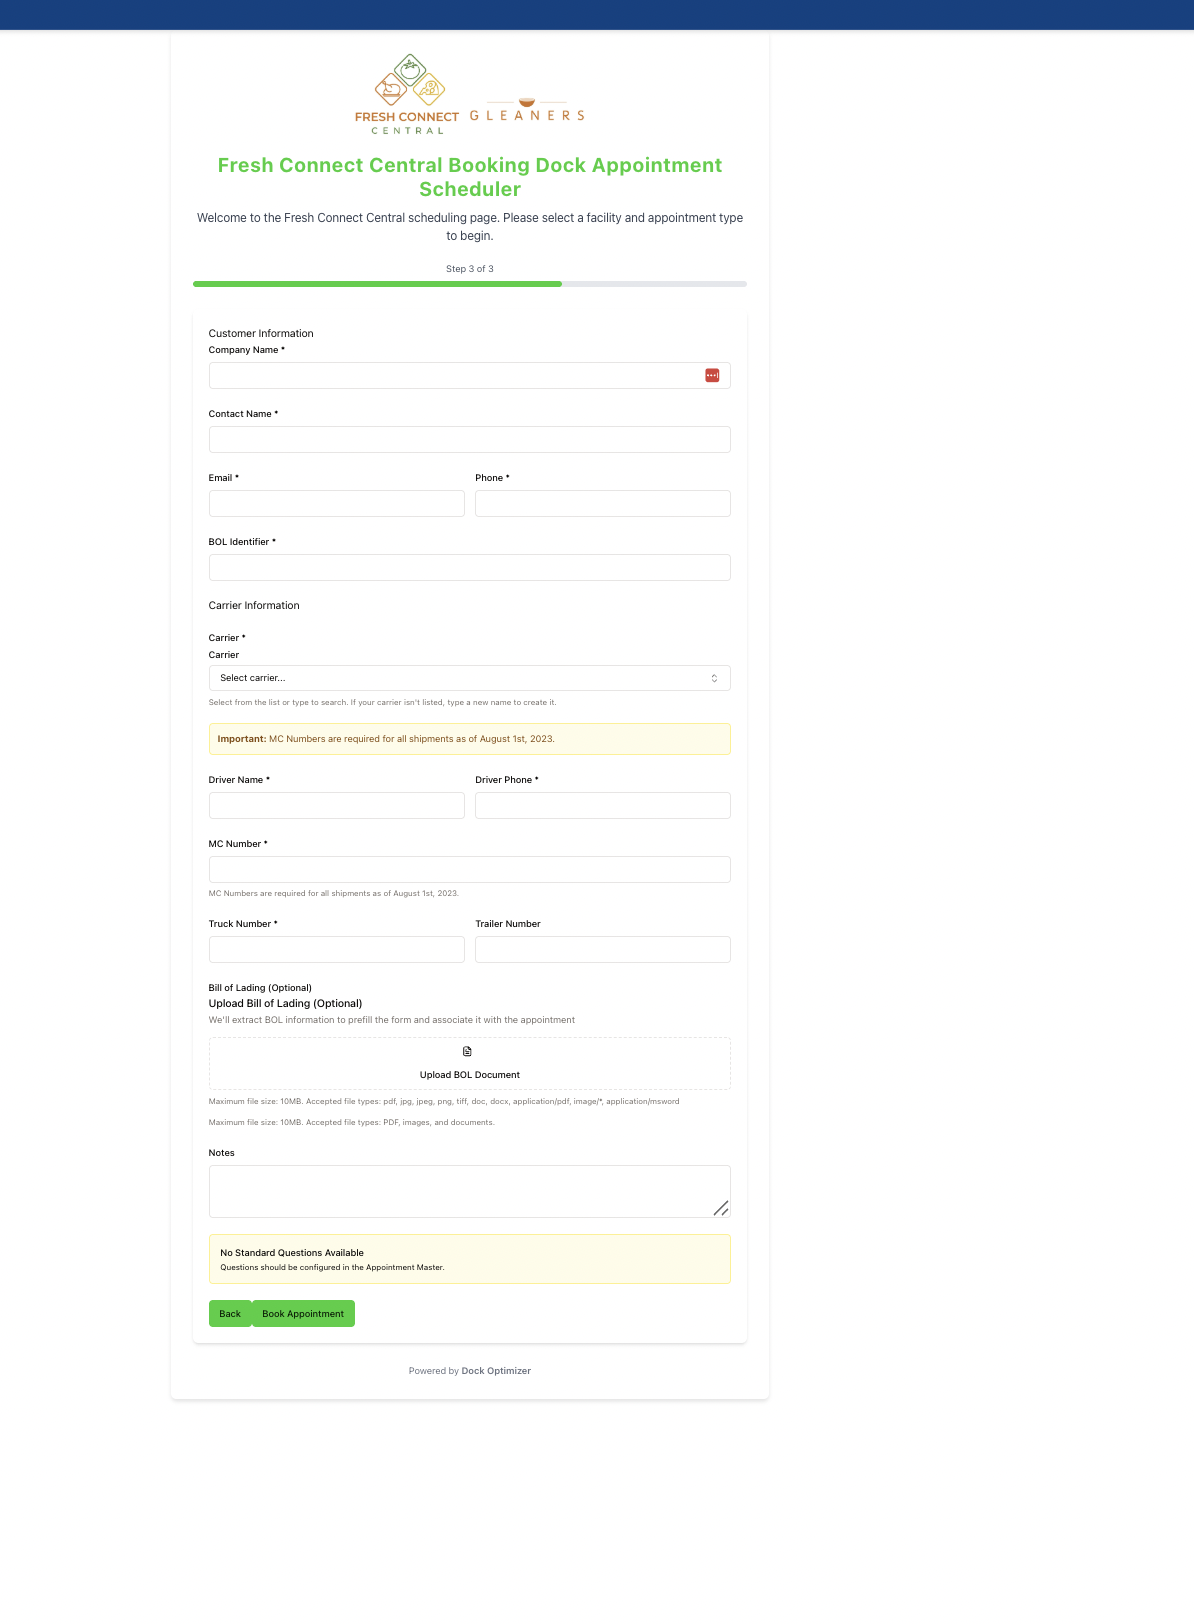 FRESH CONNECT
CENTRAL
GLEANERS
Fresh Connect Central Booking Dock Appointment
Scheduler
Welcome to the Fresh Connect Central scheduling page. Please select a facility and appointment type
to begin.
Step 3 of 3
Customer Information
Company Name *
Contact Name *
Email *
Phone *
BOL Identifier *
Carrier Information
Carrier *
Carrier
Select carrier...
Select from the list or type to search. If your carrier isn't listed, type a new name to create it.
Important: MC Numbers are required for all shipments as of August 1st, 2023.
Driver Name *
Driver Phone *
MC Number *
MC Numbers are required for all shipments as of August 1st, 2023.
Truck Number *
Trailer Number
Bill of Lading (Optional)
Upload Bill of Lading (Optional)
We'll extract BOL information to prefill the form and associate it with the appointment
Upload BOL Document
Maximum file size: 10MB. Accepted file types: pdf, jpg, jpeg, png, tiff, doc, docx, application/pdf, image/*, application/msword
Maximum file size: 10MB. Accepted file types: PDF, images, and documents.
Notes
No Standard Questions Available
Questions should be configured in the Appointment Master.
Back
Book Appointment
Powered by Dock Optimizer